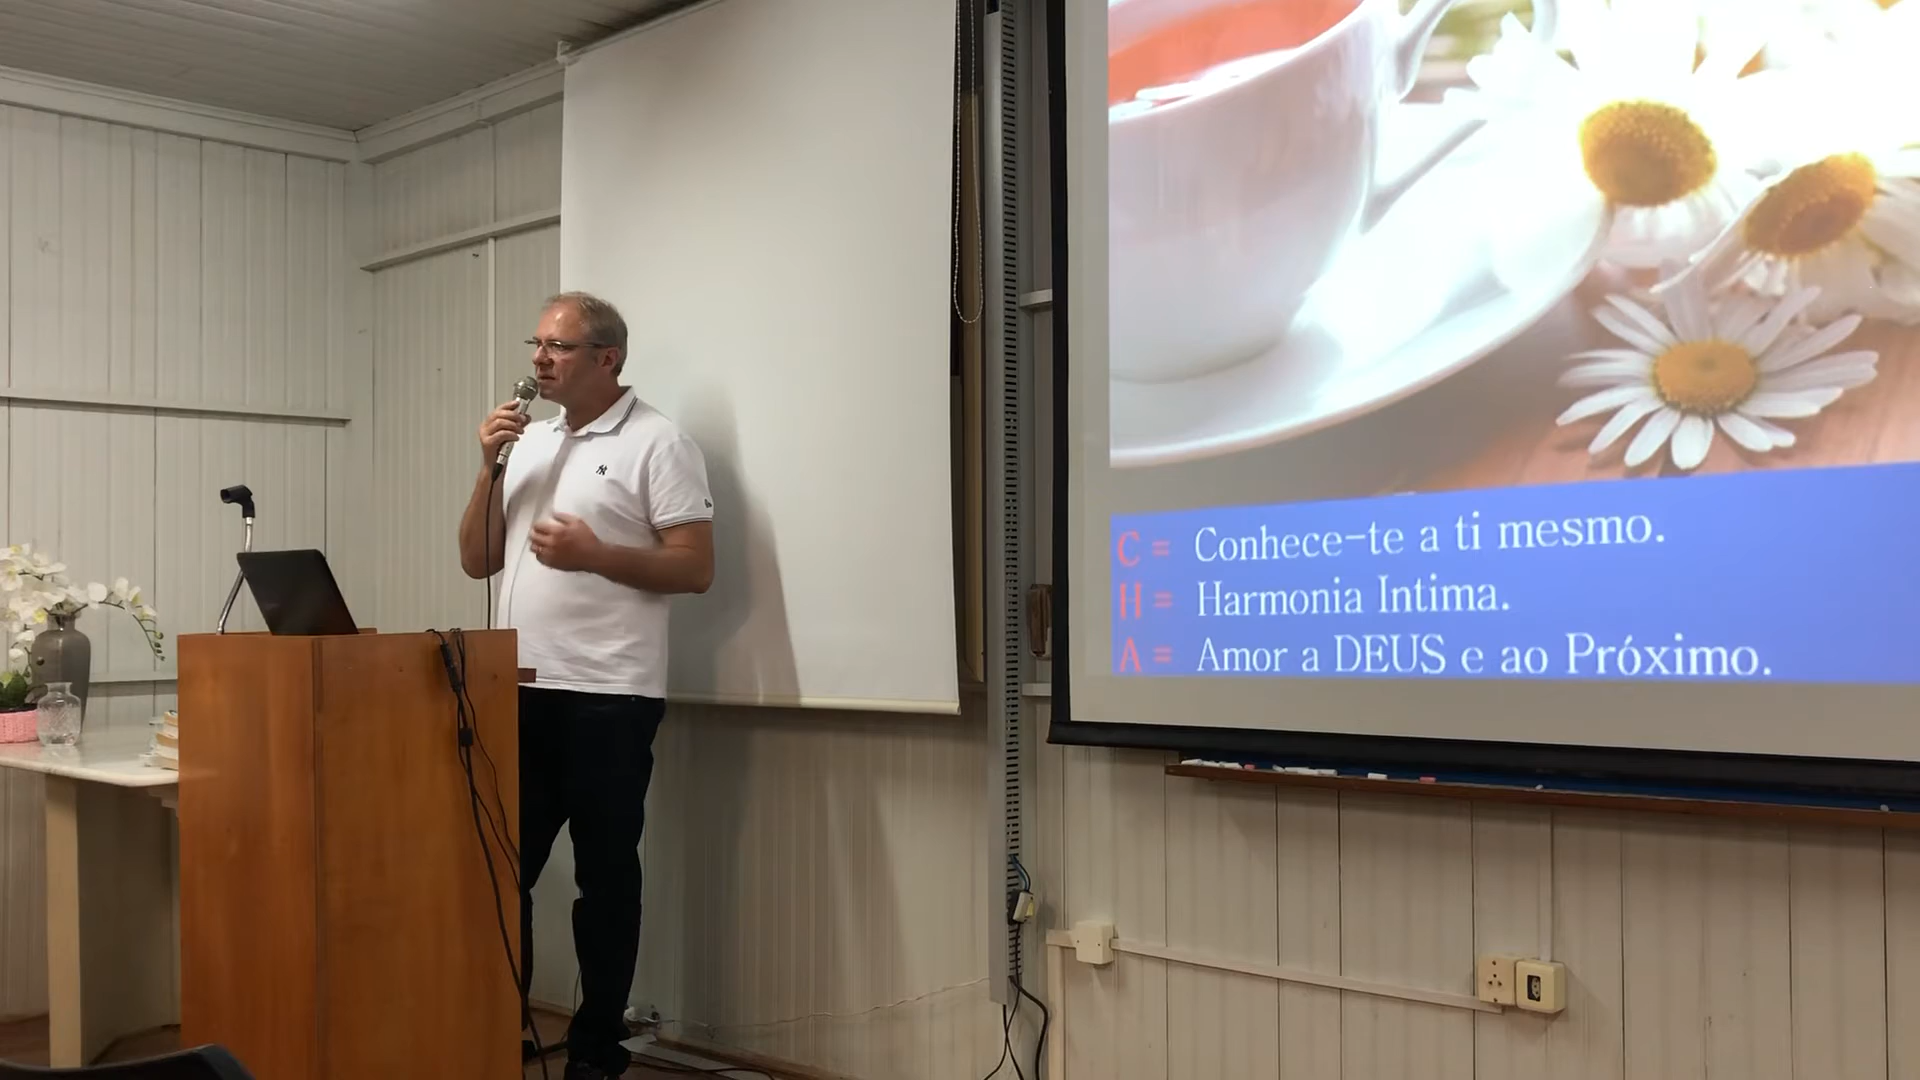 C = Conhece-te a ti mesmo.
H = Harmonia Intima.
A = Amor a DEUS e ao Próximo.